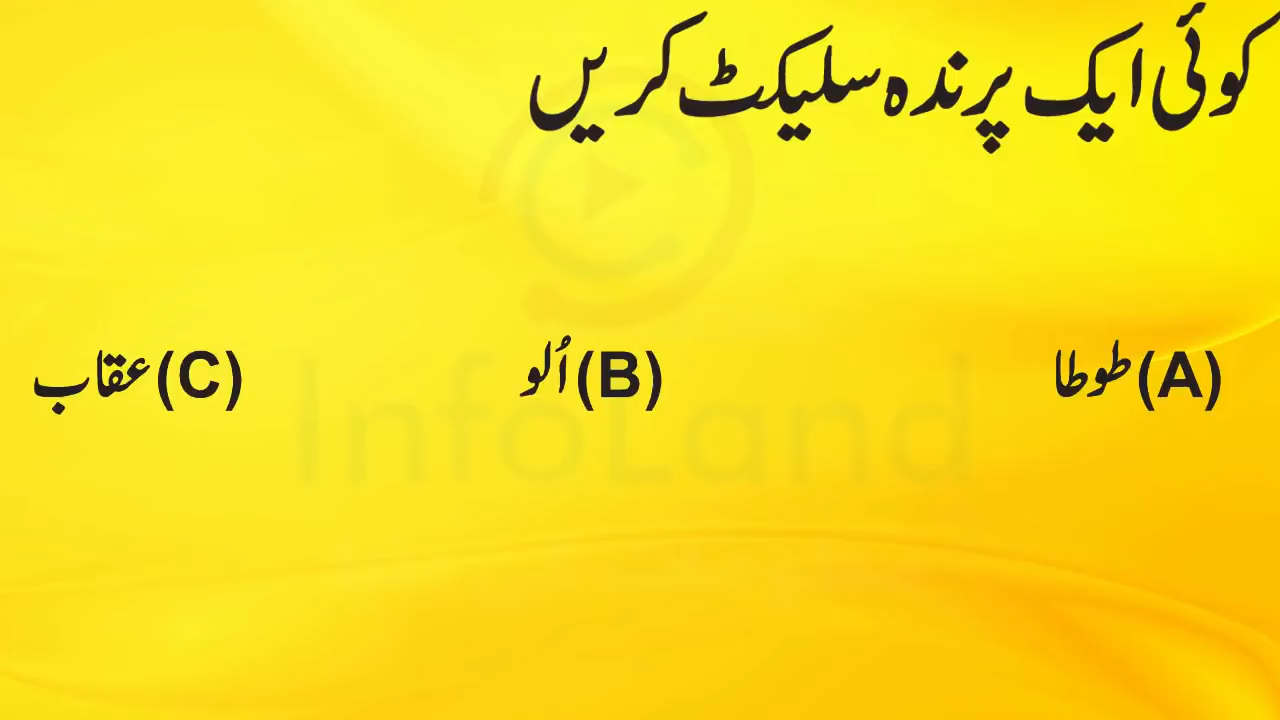 کوئی ایک پرندہ سلیکٹ کریں
(A) طوطا (B) اُلو (C) عقاب
InfoLand